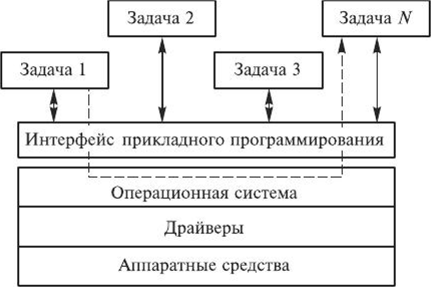 Задача 2
Задача N
Задача 1
Задача 3
Интерфейс прикладного программирования
Операционная система
Драйверы
Аппаратные средства